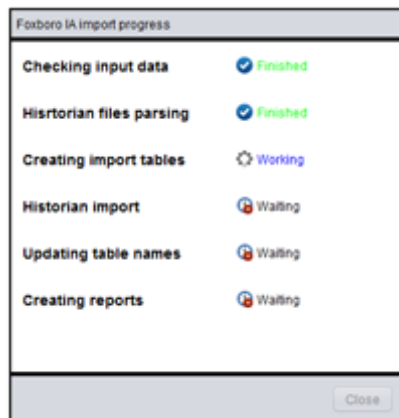 Foxboro IA import progress
Checking input data Finished
Hisrtorian files parsing Finished
Creating import tables Working
Historian import Waiting
Updating table names Waiting
Creating reports Waiting
Close